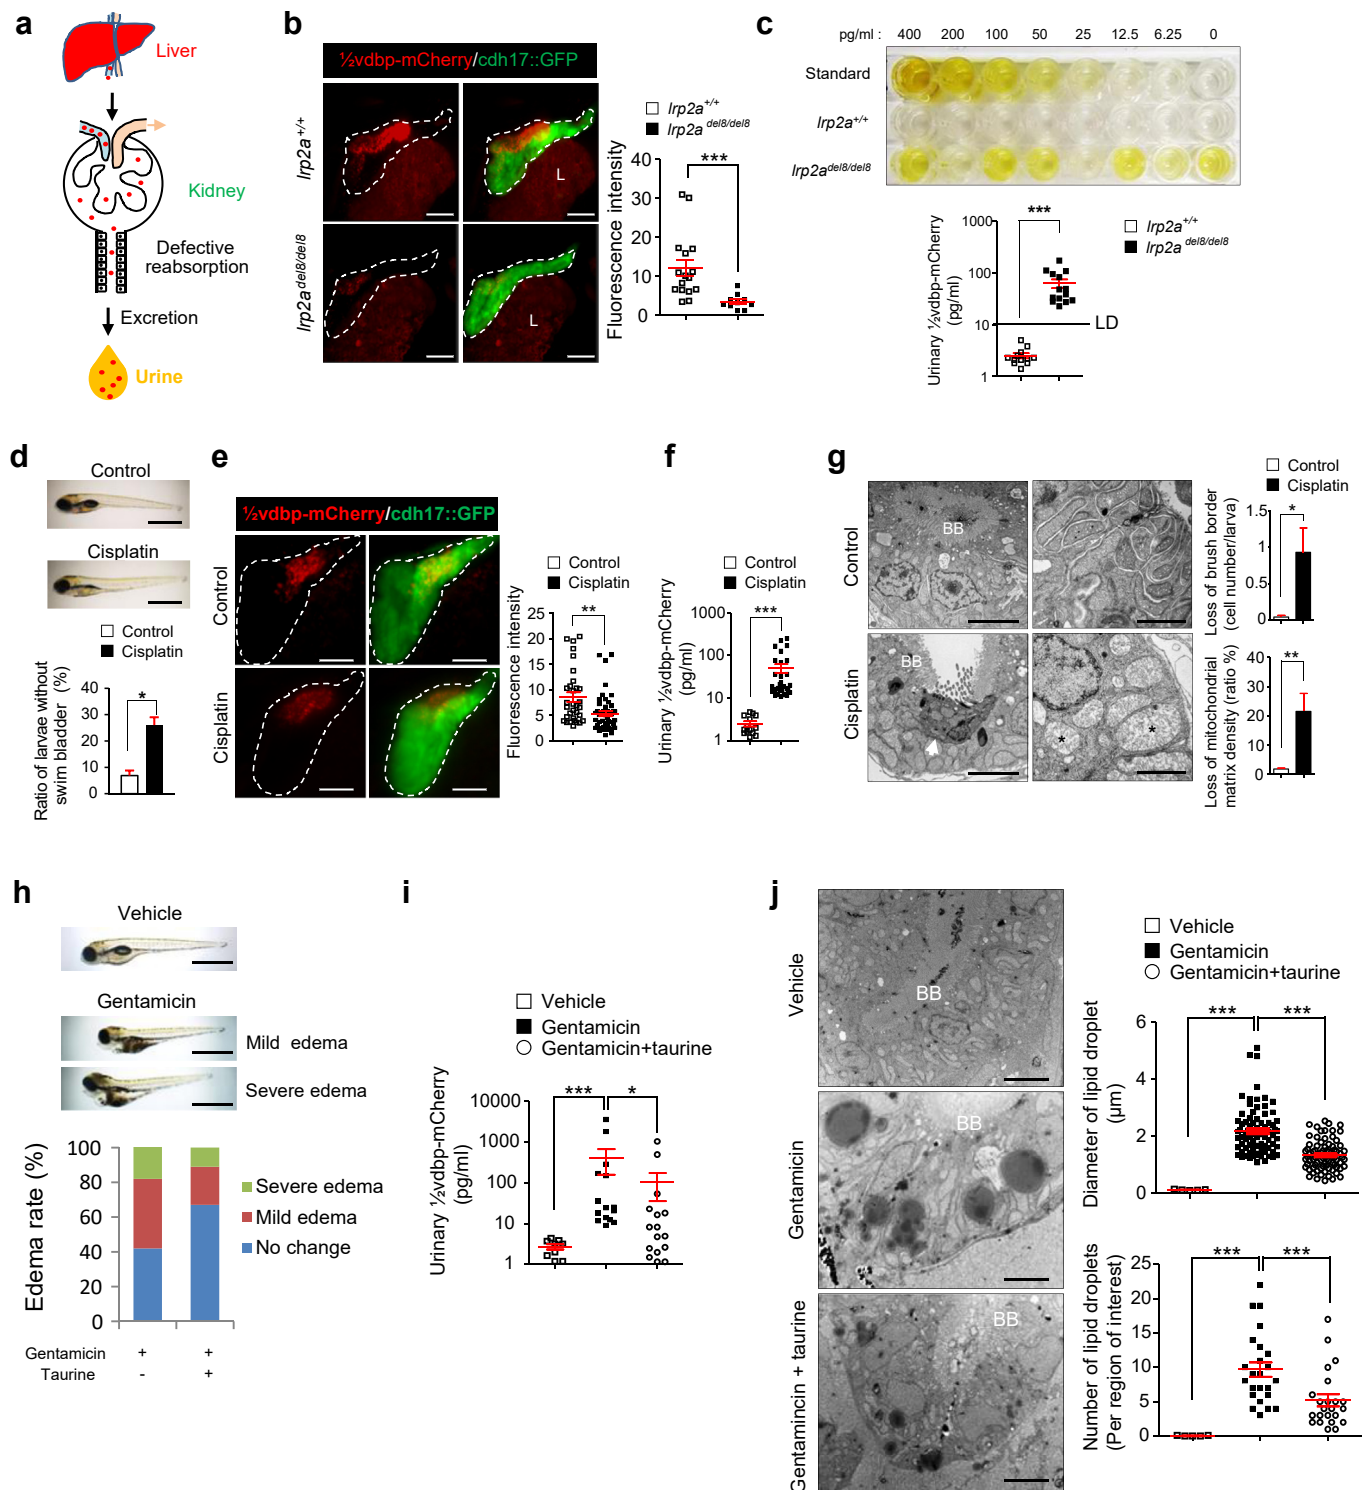 a
Liver
Kidney
Defective
reabsorption
Excretion
Urine
b
½vdbp-mCherry/cdh17::GFP
lrp2a+/+
lrp2a del8/del8
L
L
lrp2a+/+
lrp2a del8/del8
***
Fluorescence intensity
40
30
20
10
0
c
pg/ml : 400 200 100 50 25 12.5 6.25 0
Standard
lrp2a+/+
lrp2a del8/del8
***
lrp2a+/+
lrp2a del8/del8
Urinary ½vdbp-mCherry
(pg/ml)
1000
100
10
1
LD
d
Control
Cisplatin
Control
Cisplatin
Ratio of larvae without
swim bladder (%)
40
30
20
10
0
*
e
½vdbp-mCherry/cdh17::GFP
Control
Cisplatin
Control
Cisplatin
Fluorescence intensity
25
20
15
10
5
0
**
f
Control
Cisplatin
Urinary ½vdbp-mCherry
(pg/ml)
1000
100
10
1
***
g
Control
Cisplatin
BB
BB
*
*
Control
Cisplatin
Loss of brush border
(cell number/larva)
1.5
1
0.5
0
*
Loss of mitochondrial
matrix density (ratio %)
40
30
20
10
0
**
h
Vehicle
Gentamicin
Mild edema
Severe edema
Edema rate (%)
100
80
60
40
20
0
Severe edema
Mild edema
No change
Gentamicin + +
Taurine - +
i
Vehicle
Gentamicin
Gentamicin+taurine
Urinary ½vdbp-mCherry
(pg/ml)
10000
1000
100
10
1
***
*
j
Vehicle
Gentamicin
Gentamincin + taurine
BB
BB
BB
Vehicle
Gentamicin
Gentamicin+taurine
Diameter of lipid droplet
(µm)
6
4
2
0
***
***
Number of lipid droplets
(Per region of interest)
25
20
15
10
5
0
***
***